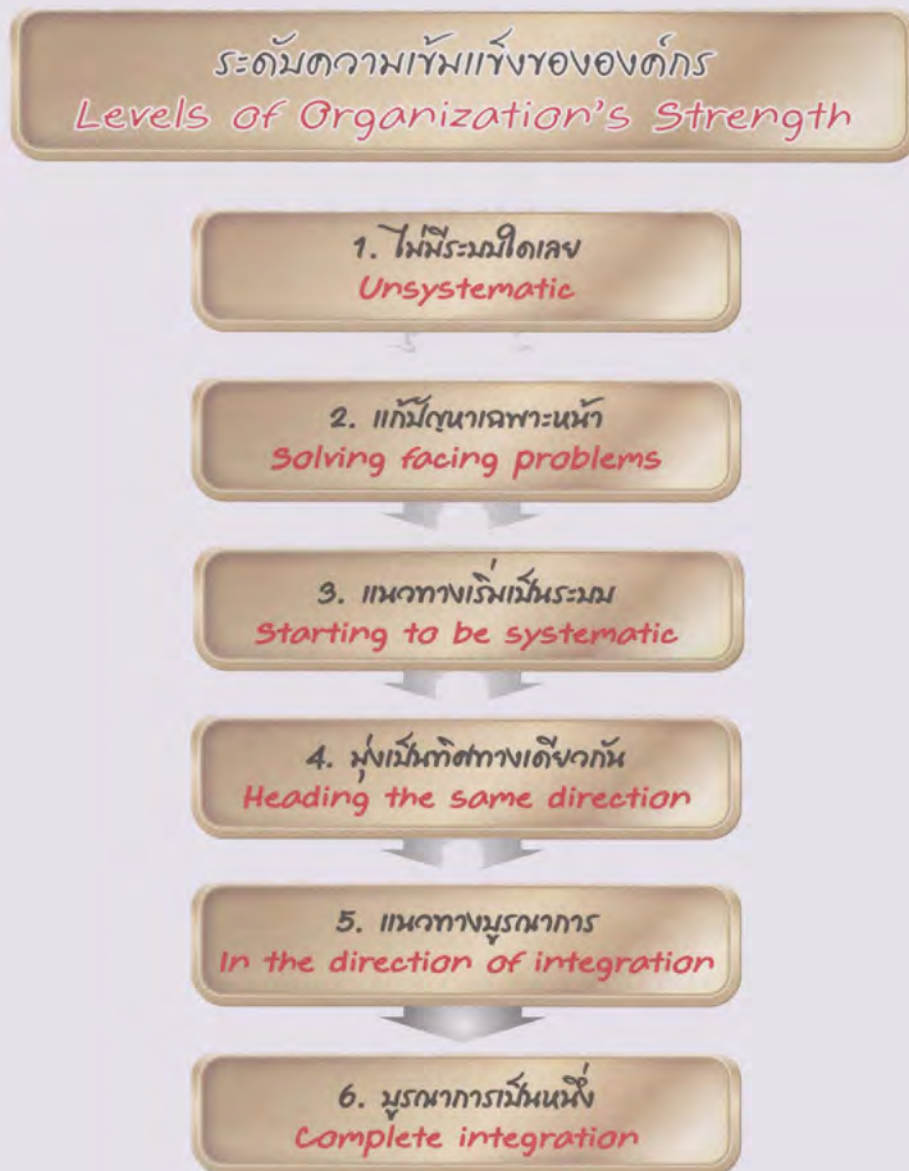 ระดับความเข้มแข็งขององค์กร
Levels of Organization's Strength
1. ไม่มีระบบใดเลย
Unsystematic
2. แก้ปัญหาเฉพาะหน้า
Solving facing problems
3. แนวทางเริ่มเป็นระบบ
Starting to be systematic
4. มุ่งเป็นทิศทางเดียวกัน
Heading the same direction
5. แนวทางบูรณาการ
In the direction of integration
6. บูรณาการเป็นหนึ่ง
Complete integration